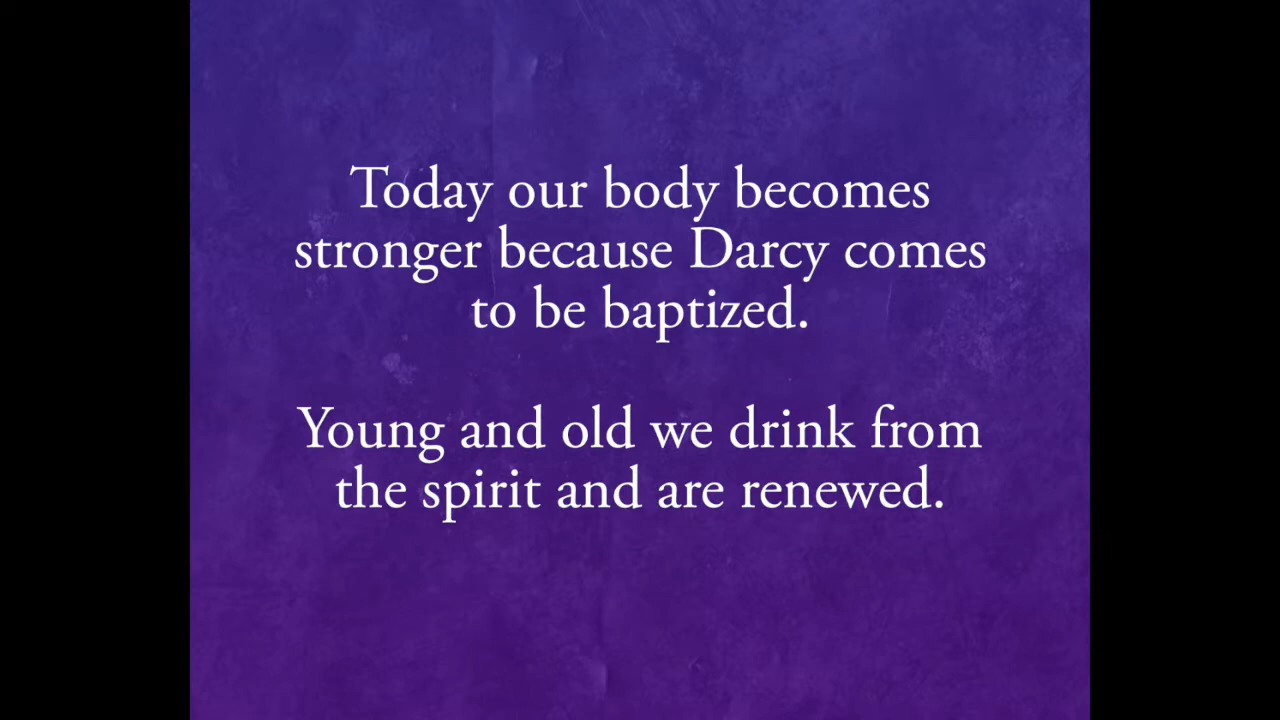 Today our body becomes
stronger because Darcy comes
to be baptized.
Young and old we drink from
the spirit and are renewed.